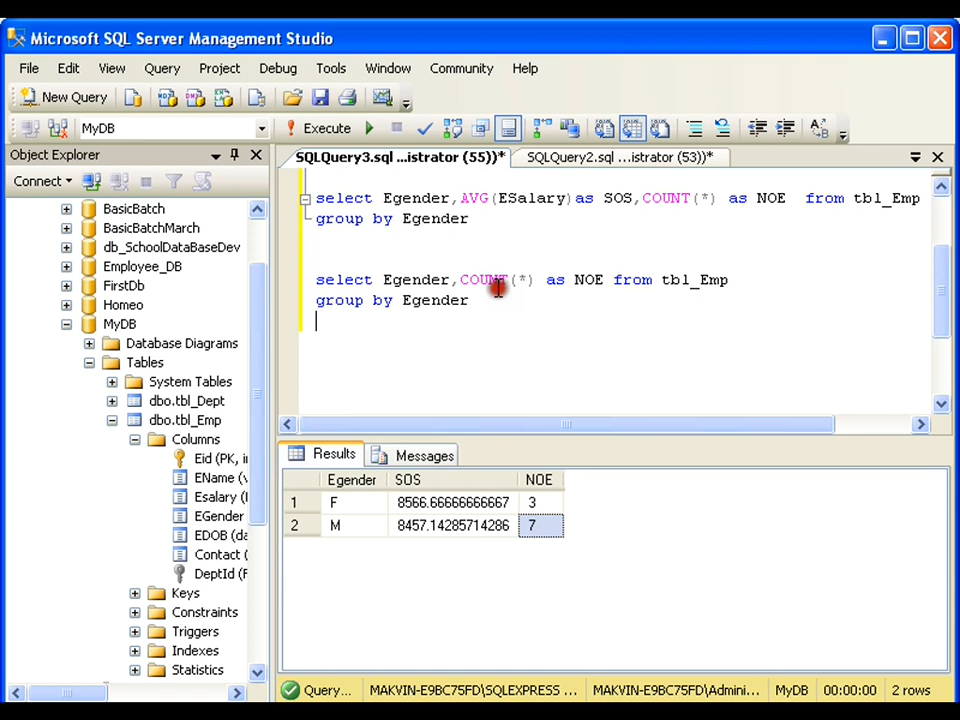 Microsoft SQL Server Management Studio
File Edit View Query Project Debug Tools Window Community Help
New Query
MyDB Execute
Object Explorer
SQLQuery3.sql ...istrator (55))* SQLQuery2.sql ...istrator (53))*
Connect
BasicBatch
BasicBatchMarch
db_SchoolDataBaseDev
Employee_DB
FirstDb
Homeo
MyDB
Database Diagrams
Tables
System Tables
dbo.tbl_Dept
dbo.tbl_Emp
Columns
Eid (PK, i
EName (v
Esalary (
EGender
EDOB (da
Contact (
DeptId (F
Keys
Constraints
Triggers
Indexes
Statistics
select Egender,AVG(ESalary)as SOS,COUNT(*) as NOE from tbl_Emp
group by Egender
select Egender,COUNT(*) as NOE from tbl_Emp
group by Egender
Results Messages
Egender SOS NOE
1 F 8566.66666666667 3
2 M 8457.14285714286 7
Query... MAKVIN-E9BC75FD\SQLEXPRESS ... MAKVIN-E9BC75FD\Admini... MyDB 00:00:00 2 rows